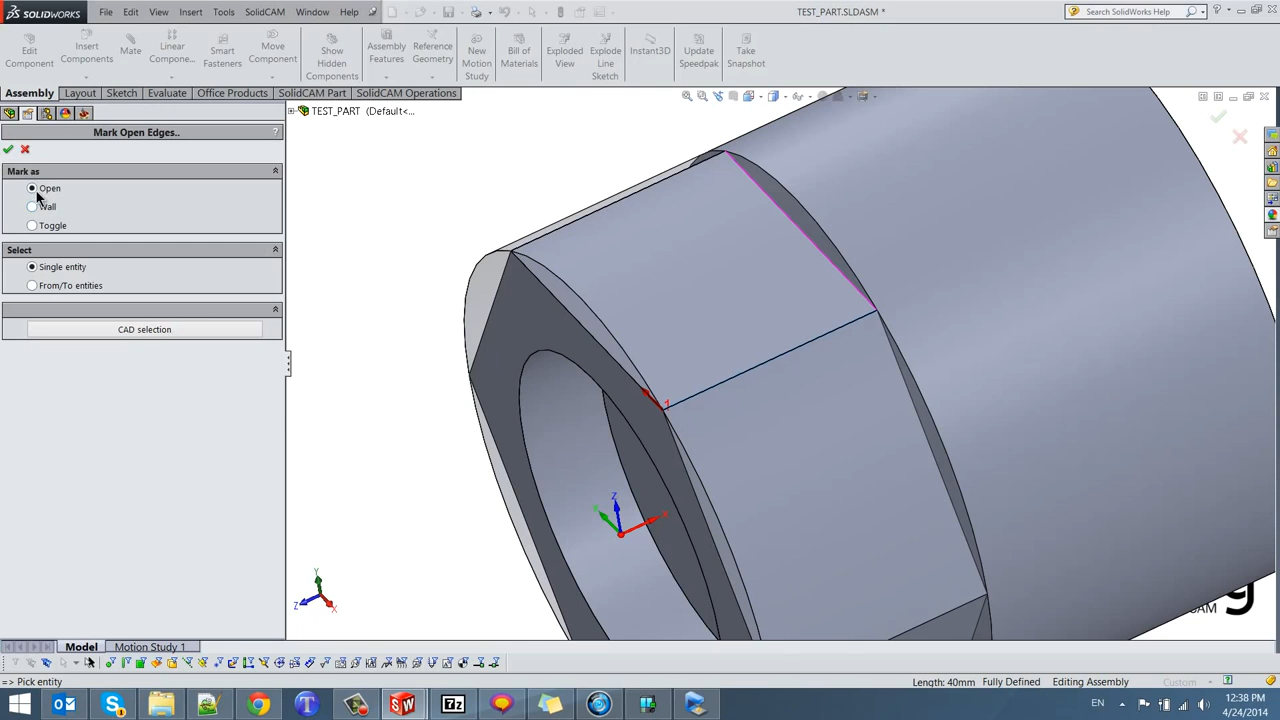 SOLIDWORKS File Edit View Insert Tools SolidCAM Window Help TEST_PART.SLDASM * Search SolidWorks Help
Edit Component
Insert Components
Mate
Linear Compone...
Smart Fasteners
Move Component
Show Hidden Components
Assembly Features
Reference Geometry
New Motion Study
Bill of Materials
Exploded View
Explode Line Sketch
Instant3D
Update Speedpak
Take Snapshot
Assembly Layout Sketch Evaluate Office Products SolidCAM Part SolidCAM Operations
TEST_PART (Default<...
Mark Open Edges.. ?
Mark as
Open
Wall
Toggle
Select
Single entity
From/To entities
CAD selection
1
Z
X
Y
Z
X
Model Motion Study 1
=> Pick entity Length: 40mm Fully Defined Editing Assembly Custom
EN 12:38 PM
4/24/2014